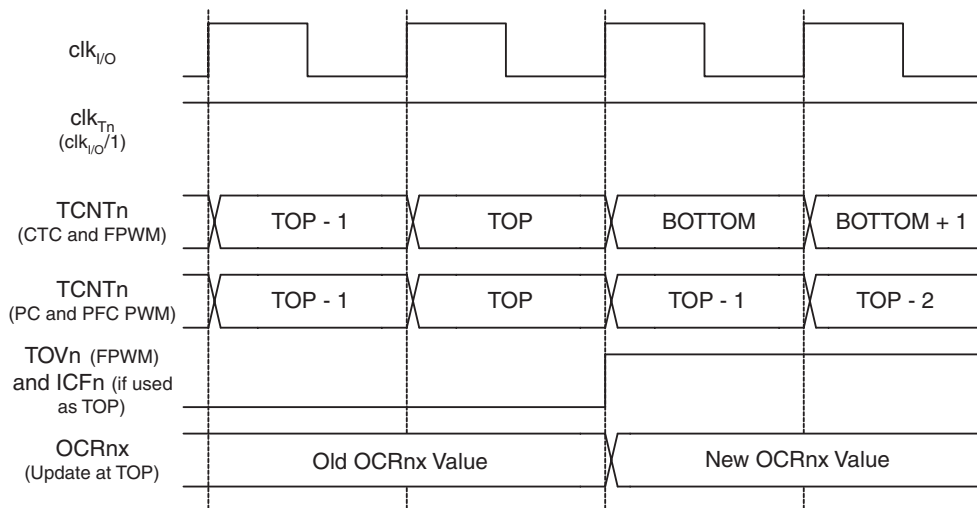 clkI/O
clkTn
(clkI/O/1)
TCNTn
(CTC and FPWM)
TOP - 1
TOP
BOTTOM
BOTTOM + 1
TCNTn
(PC and PFC PWM)
TOP - 1
TOP
TOP - 1
TOP - 2
TOVn (FPWM)
and ICFn (if used
as TOP)
OCRnx
(Update at TOP)
Old OCRnx Value
New OCRnx Value